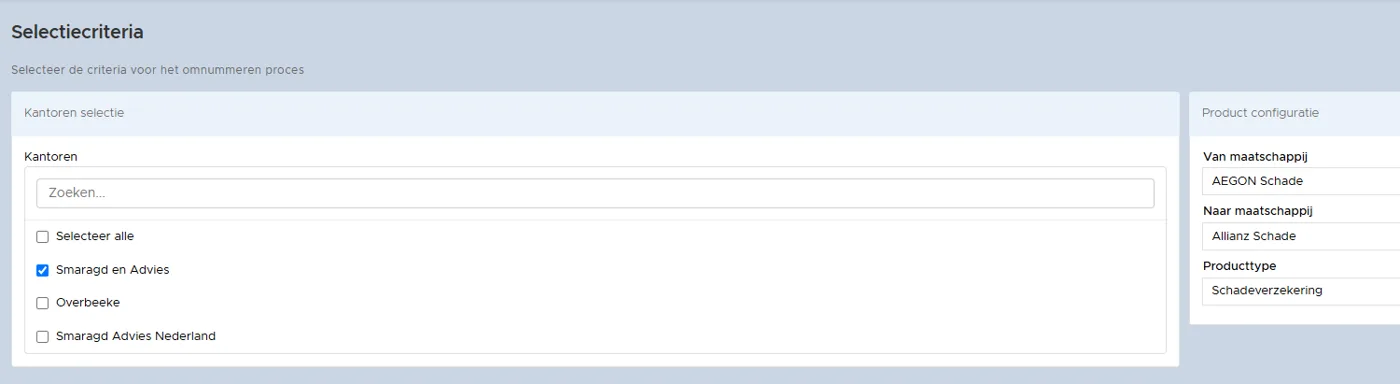 Selectiecriteria
Selecteer de criteria voor het omnummeren proces
Kantoren selectie
Kantoren
Zoeken...
Selecteer alle
Smaragd en Advies
Overbeeke
Smaragd Advies Nederland
Product configuratie
Van maatschappij
AEGON Schade
Naar maatschappij
Allianz Schade
Producttype
Schadeverzekering